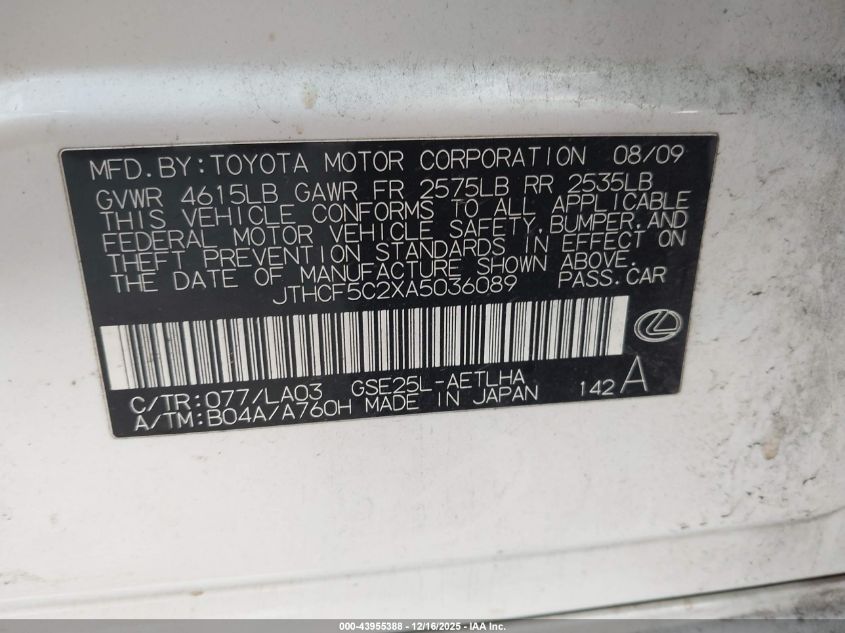 MFD.BY:TOYOTA MOTOR CORPORATION 08/09
GVWR 4615LB GAWR FR 2575LB RR 2535LB
THIS VEHICLE CONFORMS TO ALL APPLICABLE
FEDERAL MOTOR VEHICLE SAFETY,BUMPER,AND
THEFT PREVENTION STANDARDS IN EFFECT ON
THE DATE OF MANUFACTURE SHOWN ABOVE.
JTHCF5C2XA5036089 PASS.CAR
C/TR:077/LA03 GSE25L-AETLHA 142 A
A/TM:B04A/A760H MADE IN JAPAN
000-43955388 - 12/16/2025 - IAA Inc.